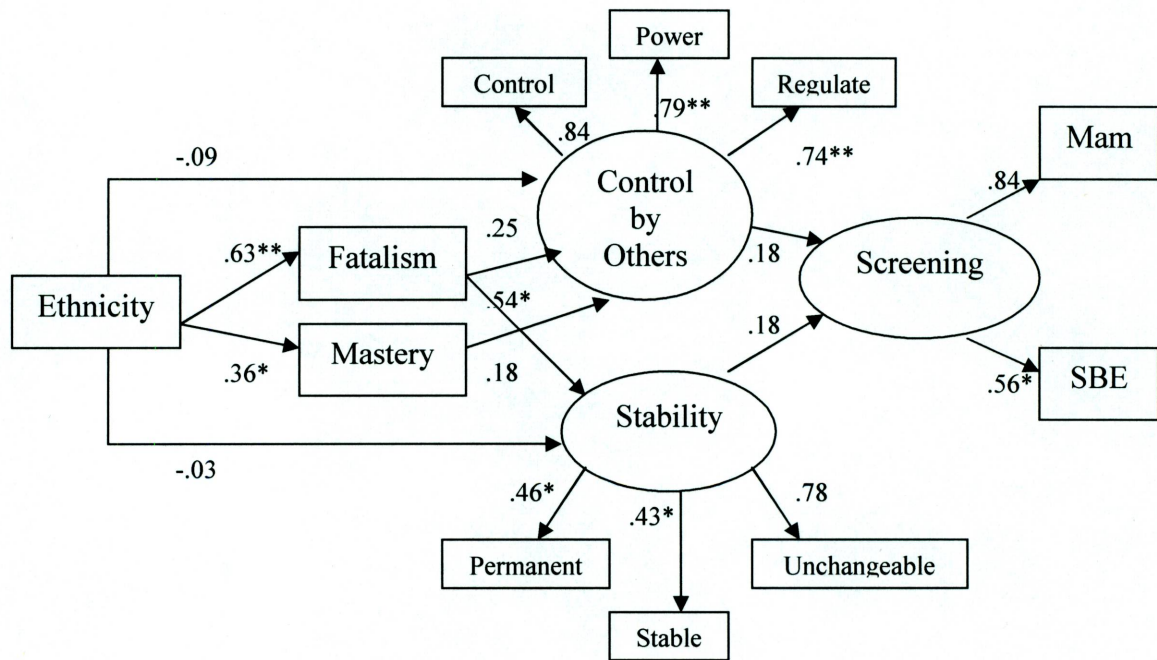 Power
Control
Regulate
.79**
.84
.74**
Mam
-.09
Control
by
Others
.84
.63**
Fatalism
.25
.18
Screening
Ethnicity
.54*
Mastery
.18
.36*
.18
.56*
SBE
Stability
-.03
.46*
.43*
.78
Permanent
Unchangeable
Stable